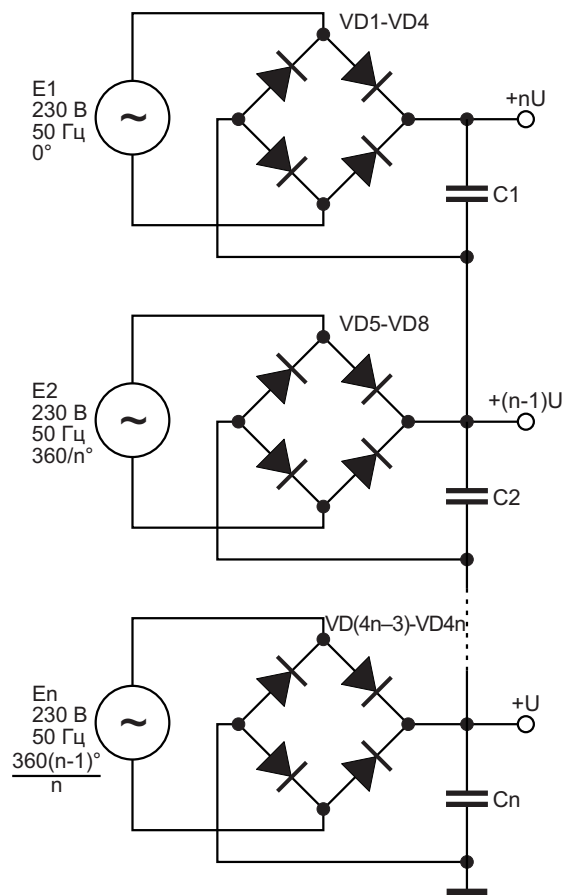 VD1-VD4
+nU
E1
230 В
50 Гц
0°
~
C1
VD5-VD8
+(n-1)U
E2
230 В
50 Гц
360/n°
~
C2
VD(4n–3)-VD4n
+U
En
230 В
50 Гц
360(n-1)°
n
~
Cn